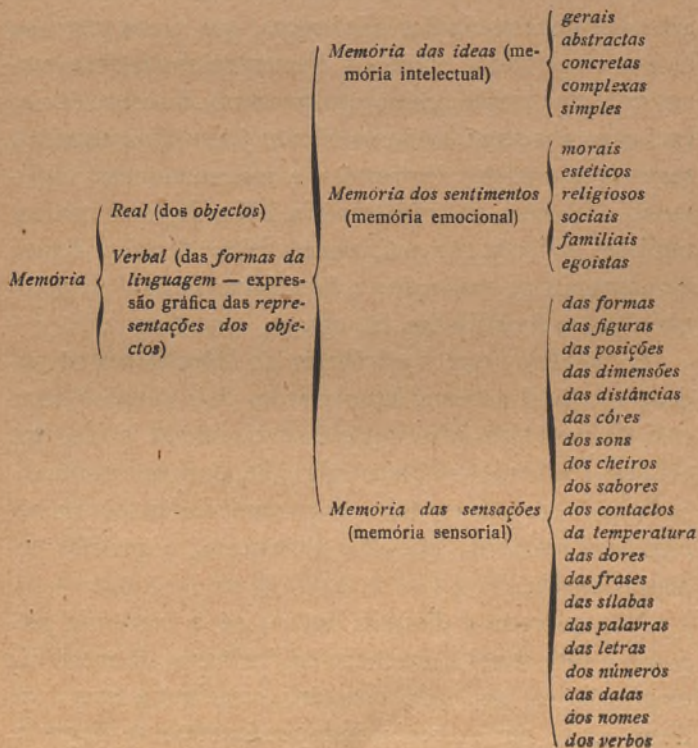 Memória
Real (dos objectos)
Verbal (das formas da
linguagem — expres-
são gráfica das repre-
sentações dos obje-
ctos)
Memória das ideas (me-
mória intelectual)
gerais
abstractas
concretas
complexas
simples
Memória dos sentimentos
(memória emocional)
morais
estéticos
religiosos
sociais
familiais
egoistas
Memória das sensações
(memória sensorial)
das formas
das figuras
das posições
das dimensões
das distâncias
das côres
dos sons
dos cheiros
dos sabores
dos contactos
da temperatura
das dores
das frases
das sílabas
das palavras
das letras
dos números
das datas
dos nomes
dos verbos